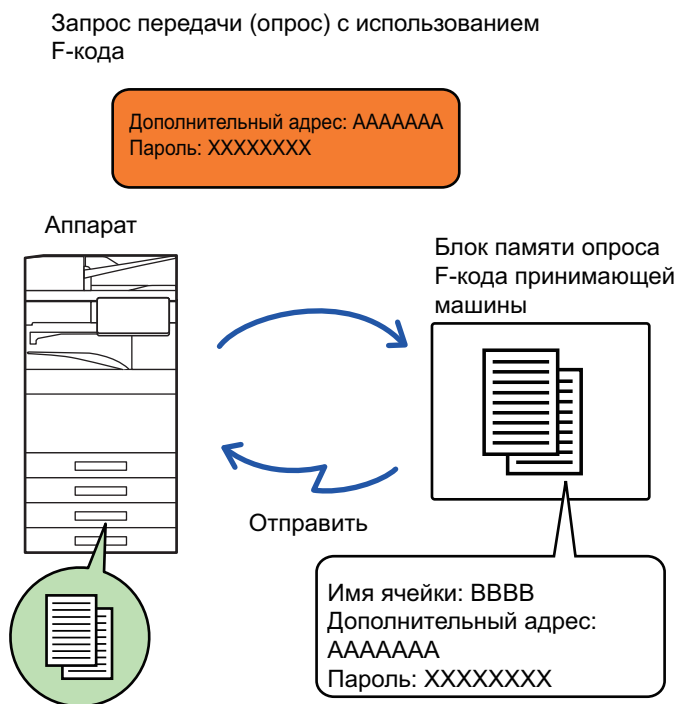 Запрос передачи (опрос) с использованием
F-кода
Дополнительный адрес: AAAAAAA
Пароль: XXXXXXXX
Аппарат
Блок памяти опроса
F-кода принимающей
машины
Отправить
Имя ячейки: BBBB
Дополнительный адрес:
AAAAAAA
Пароль: XXXXXXXX